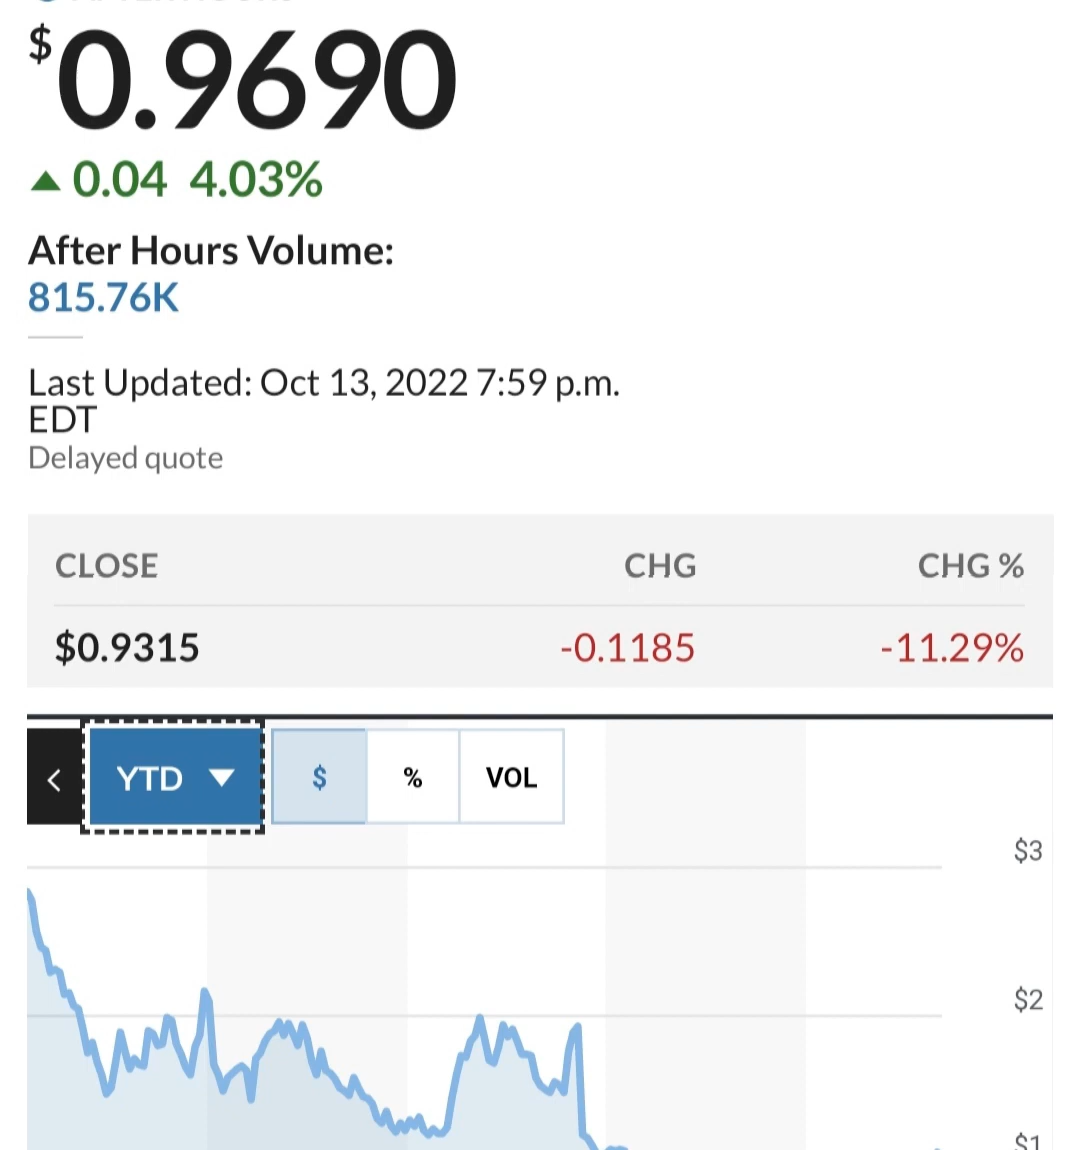 $0.9690
▲ 0.04 4.03%
After Hours Volume:
815.76K
Last Updated: Oct 13, 2022 7:59 p.m.
EDT
Delayed quote
CLOSE CHG CHG %
$0.9315 -0.1185 -11.29%
< YTD ▼ $ % VOL
$3
$2
$1